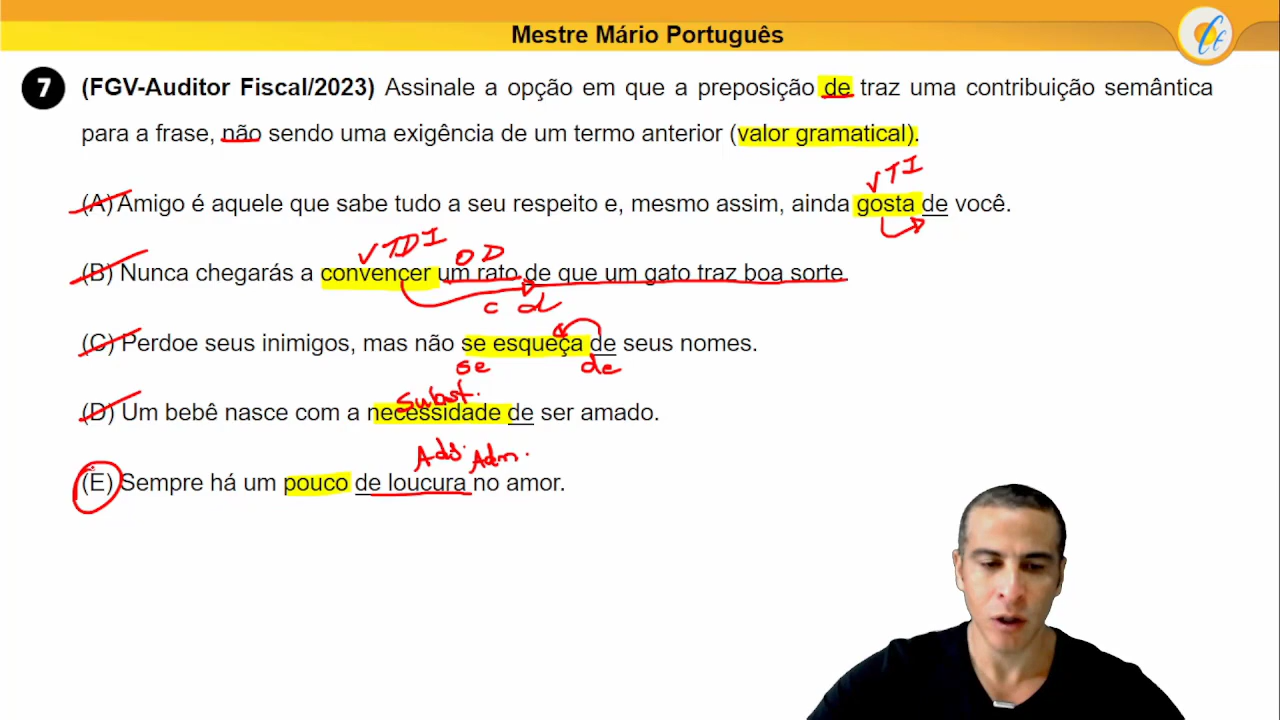 Mestre Mário Português
7 (FGV-Auditor Fiscal/2023) Assinale a opção em que a preposição de traz uma contribuição semântica
para a frase, não sendo uma exigência de um termo anterior (valor gramatical).
VTI
(A) Amigo é aquele que sabe tudo a seu respeito e, mesmo assim, ainda gosta de você.
VTDI OD
(B) Nunca chegarás a convencer um rato de que um gato traz boa sorte.
(C) Perdoe seus inimigos, mas não se esqueça de seus nomes.
se de
Subst.
(D) Um bebê nasce com a necessidade de ser amado.
Adj. Adn.
(E) Sempre há um pouco de loucura no amor.